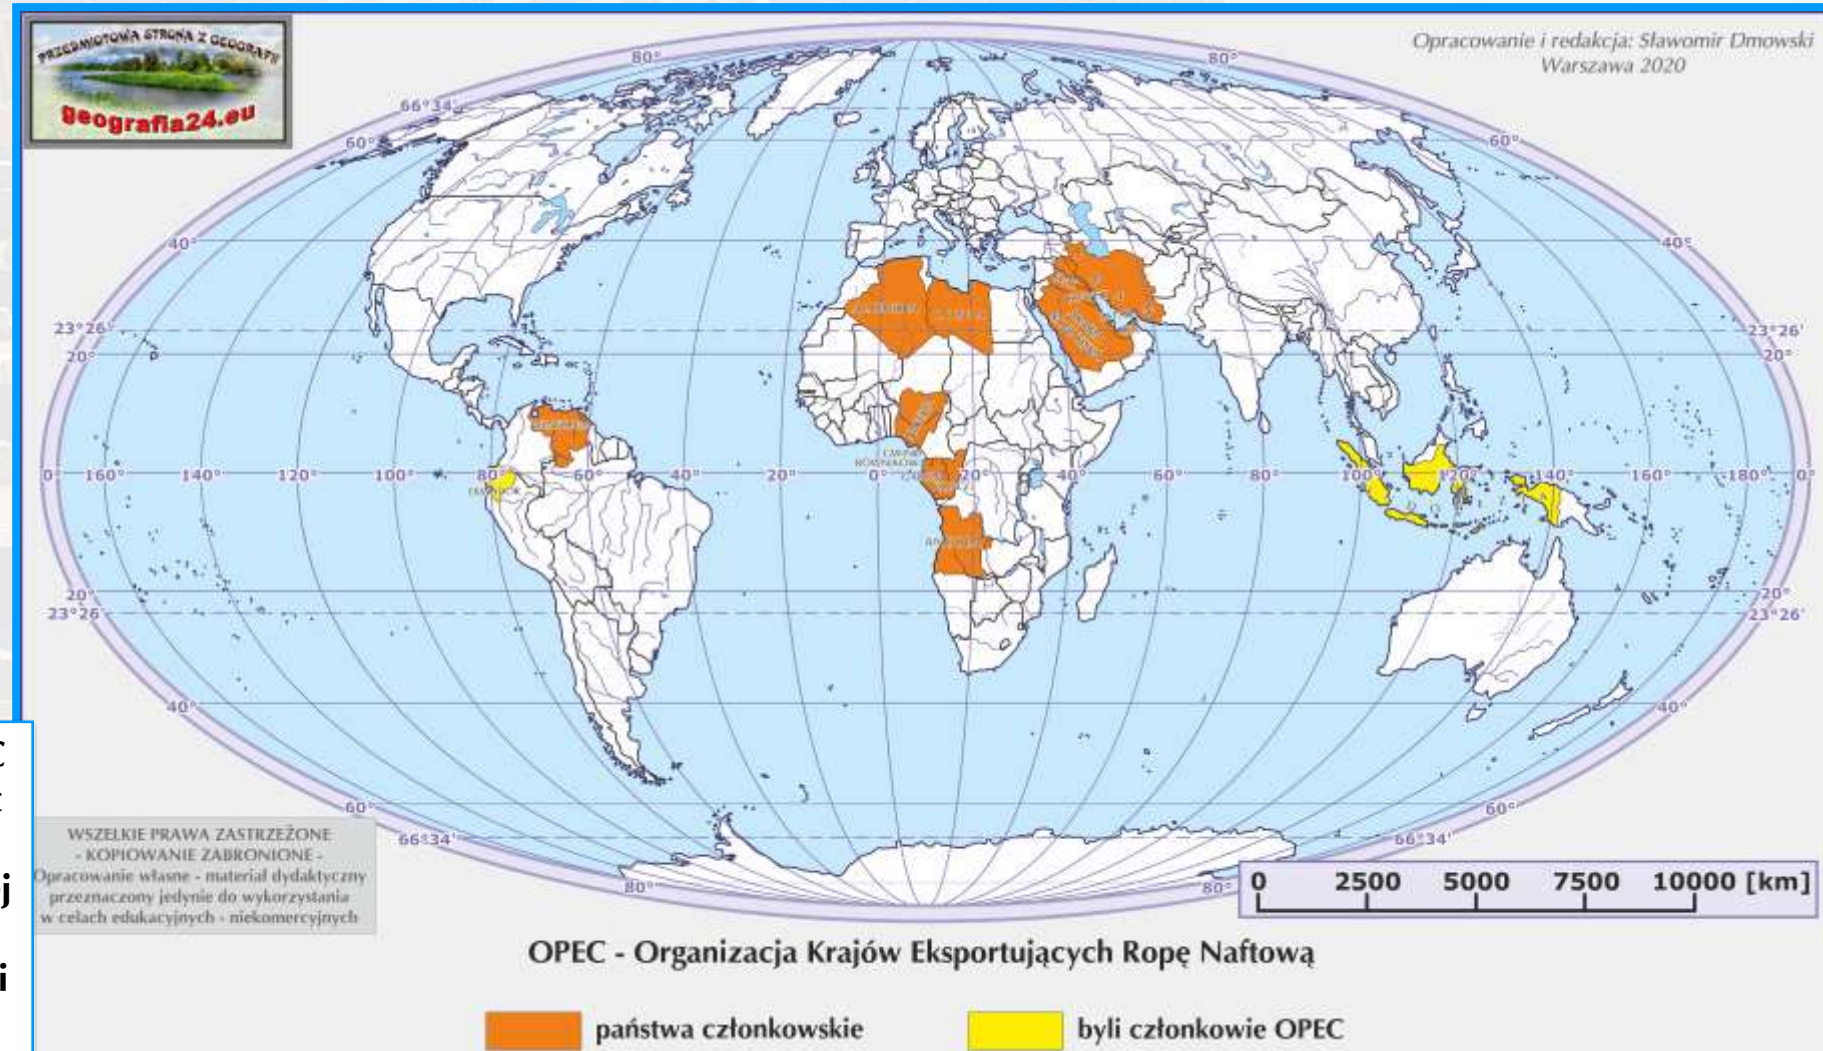 PRZEDMIOTOWA STRONA Z GEOGRAFII
geografia24.eu
Opracowanie i redakcja: Sławomir Dmowski
Warszawa 2020
80° 80°
66°34'
60° 60°
40° 40°
23°26' 23°26'
20° 20°
0° 160° 120° 100° 80° 60° 40° 20° 0° 20° 40° 60° 80° 100° 120° 140° 180° 0°
20° 20°
23°26' 23°26'
40° 40°
60° 60°
66°34' 66°34'
80° 80°
WSZELKIE PRAWA ZASTRZEŻONE
- KOPIOWANIE ZABRONIONE -
Opracowanie własne - materiał dydaktyczny
przeznaczony jedynie do wykorzystania
w celach edukacyjnych - niekomercyjnych
0 2500 5000 7500 10000 [km]
OPEC - Organizacja Krajów Eksportujących Ropę Naftową
państwa członkowskie
byli członkowie OPEC